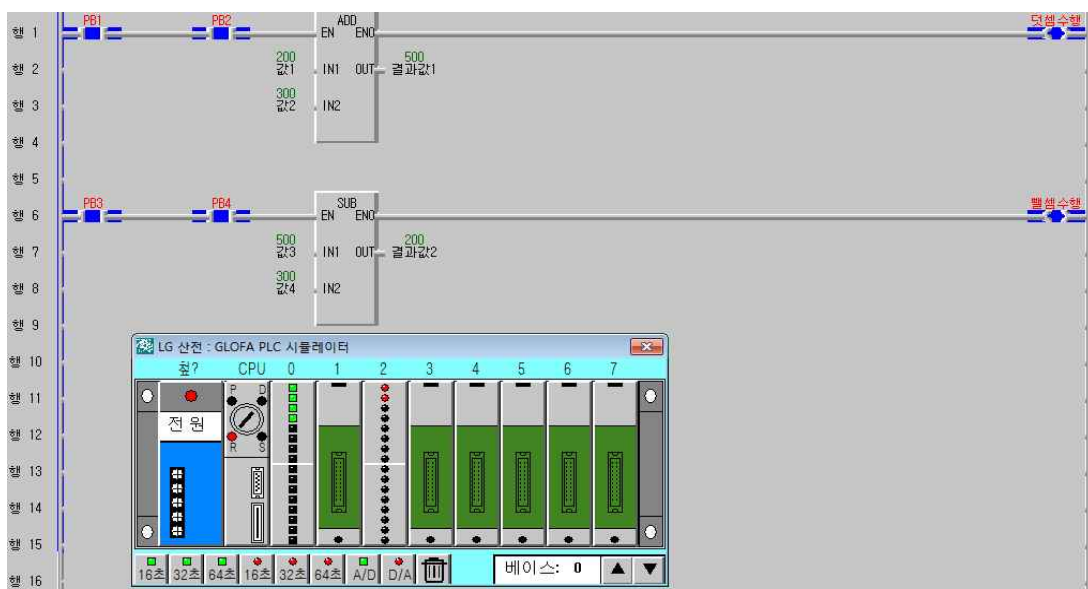 PB1 PB2 ADD 덧셈수행
행 1 EN ENO
200 500
행 2 값1 IN1 OUT 결과값1
300
행 3 값2 IN2
행 4
행 5
PB3 PB4 SUB 뺄셈수행
행 6 EN ENO
500 200
행 7 값3 IN1 OUT 결과값2
300
행 8 값4 IN2
행 9
LG 산전 : GLOFA PLC 시뮬레이터
행 10 췊? CPU 0 1 2 3 4 5 6 7
행 11 P D
행 12 전 원
R S
행 13
행 14
행 15
행 16 16초 32초 64초 16초 32초 64초 A/D D/A 베이스: 0